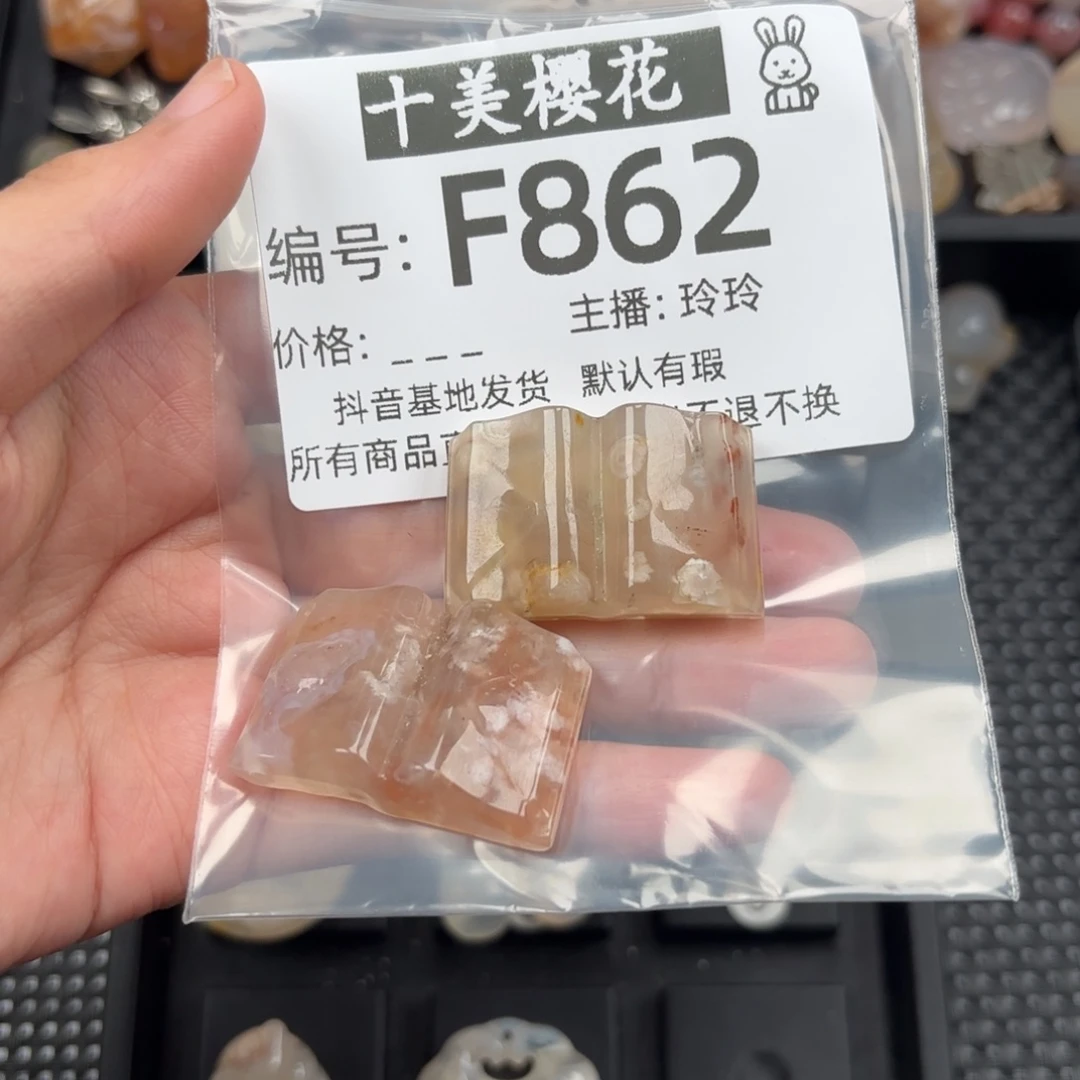 十美樱花
编号: F862
价格: _ _ _ 主播: 玲玲
抖音基地发货 默认有瑕
所有商品 不退不换